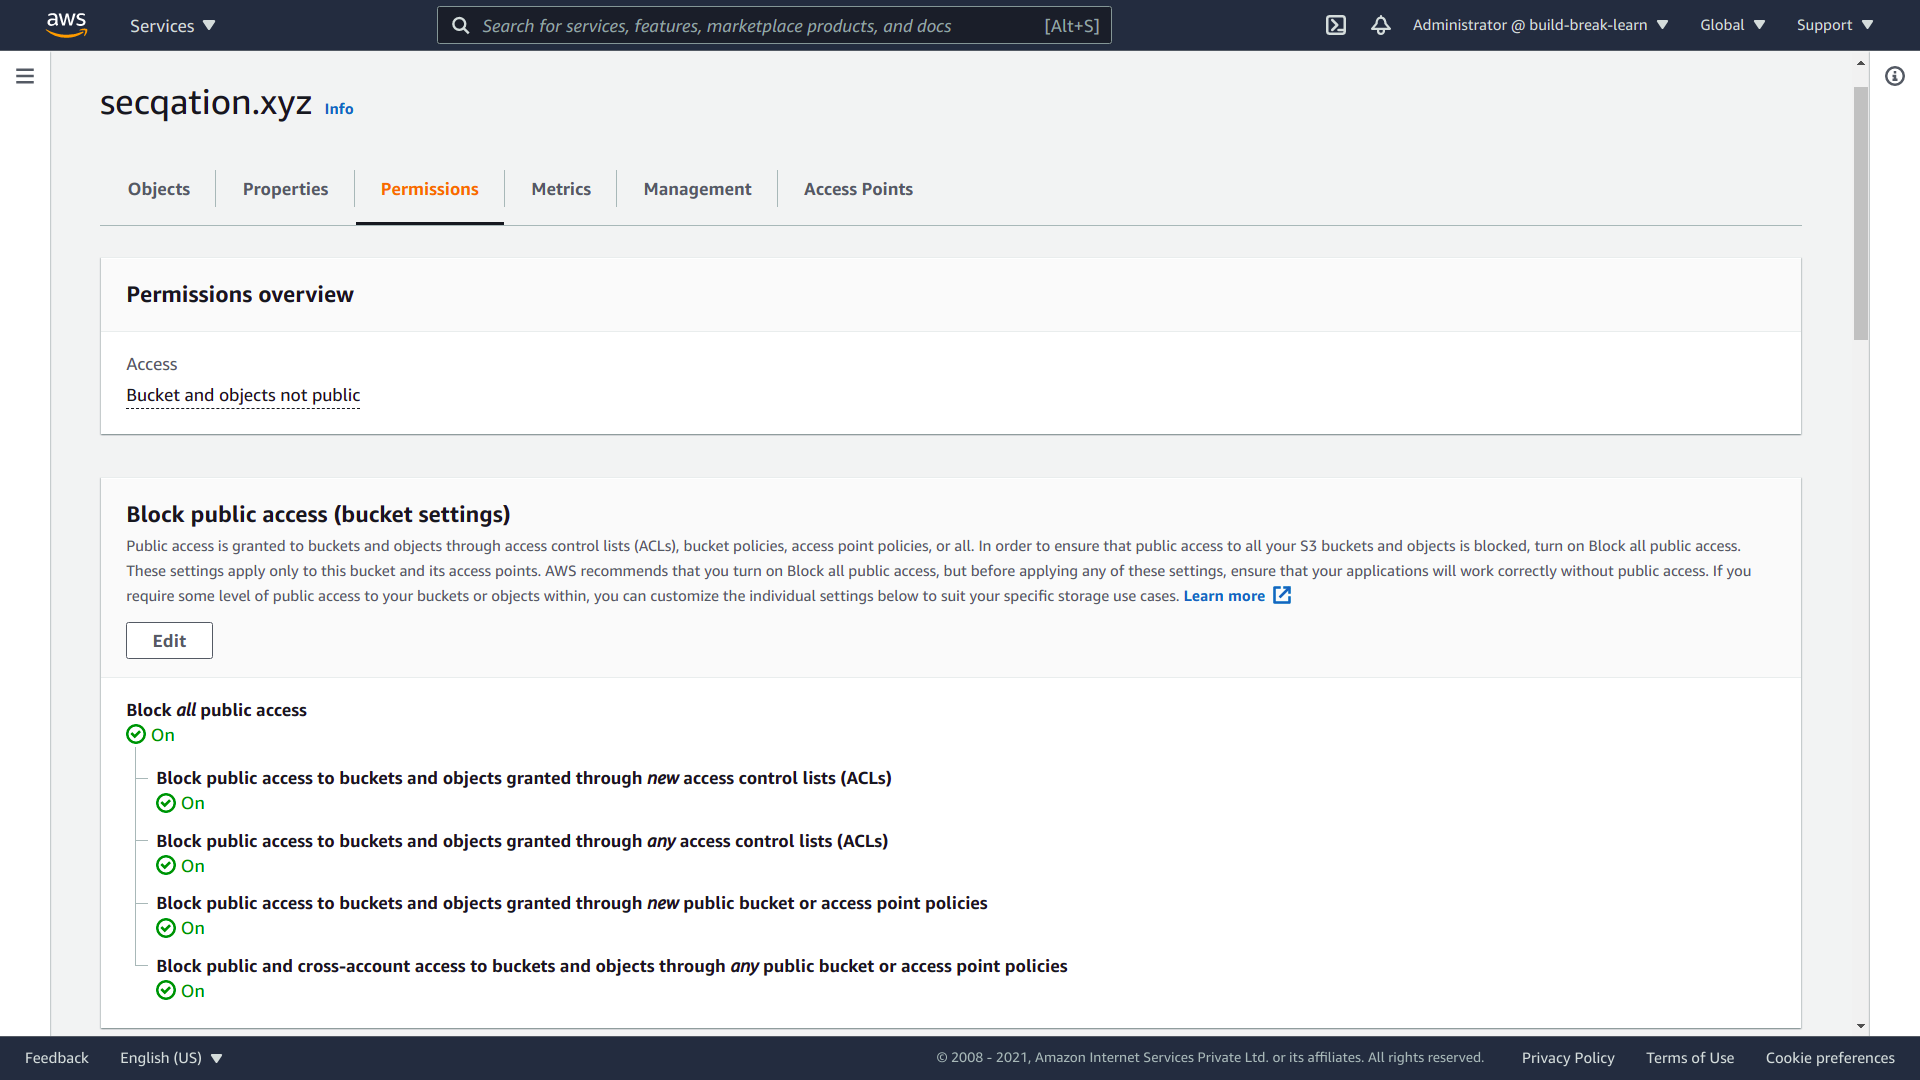 aws
Services
Search for services, features, marketplace products, and docs [Alt+S]
Administrator @ build-break-learn
Global
Support
secqation.xyz Info
Objects Properties Permissions Metrics Management Access Points
Permissions overview
Access
Bucket and objects not public
Block public access (bucket settings)
Public access is granted to buckets and objects through access control lists (ACLs), bucket policies, access point policies, or all. In order to ensure that public access to all your S3 buckets and objects is blocked, turn on Block all public access.
These settings apply only to this bucket and its access points. AWS recommends that you turn on Block all public access, but before applying any of these settings, ensure that your applications will work correctly without public access. If you
require some level of public access to your buckets or objects within, you can customize the individual settings below to suit your specific storage use cases. Learn more
Edit
Block all public access
On
Block public access to buckets and objects granted through new access control lists (ACLs)
On
Block public access to buckets and objects granted through any access control lists (ACLs)
On
Block public access to buckets and objects granted through new public bucket or access point policies
On
Block public and cross-account access to buckets and objects through any public bucket or access point policies
On
Feedback English (US) © 2008 - 2021, Amazon Internet Services Private Ltd. or its affiliates. All rights reserved. Privacy Policy Terms of Use Cookie preferences